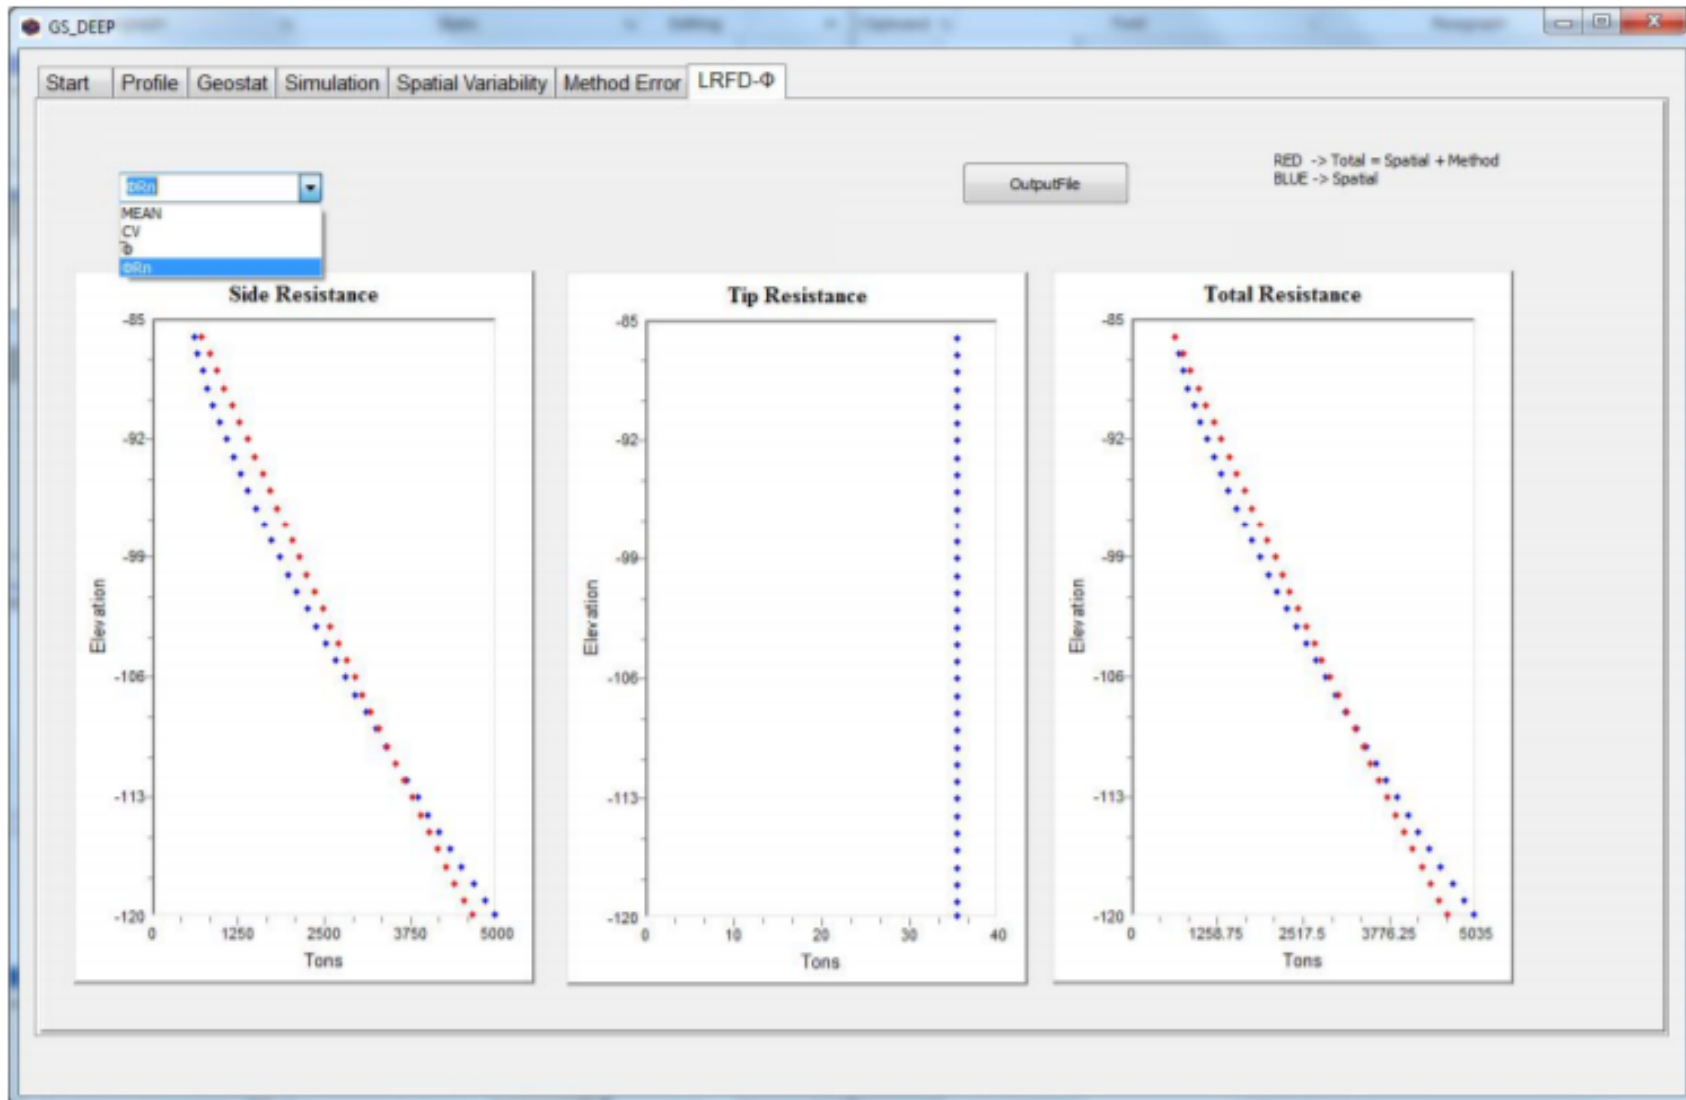 GS_DEEP
Start Profile Geostat Simulation Spatial Variability Method Error LRFD-Φ
RED -> Total = Spatial + Method
BLUE -> Spatial
ΦRn
OutputFile
MEAN
CV
Φ
ΦRn
Side Resistance
-85
-92
-99
-106
-113
-120
Elevation
0 1250 2500 3750 5000
Tons
Tip Resistance
-85
-92
-99
-106
-113
-120
Elevation
0 10 20 30 40
Tons
Total Resistance
-85
-92
-99
-106
-113
-120
Elevation
0 1258.75 2517.5 3776.25 5035
Tons